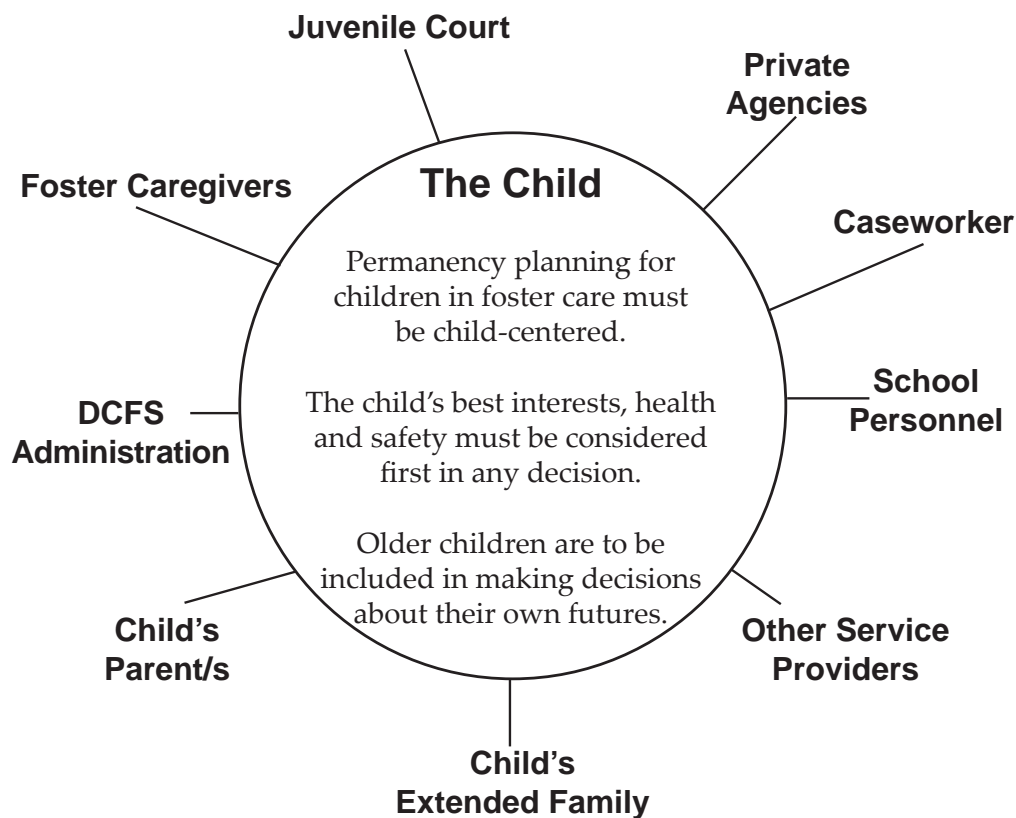 Juvenile Court
Private
Agencies
Foster Caregivers
The Child
Caseworker
Permanency planning for
children in foster care must
be child-centered.
DCFS
Administration
The child’s best interests, health
and safety must be considered
first in any decision.
School
Personnel
Older children are to be
included in making decisions
about their own futures.
Child's
Parent/s
Other Service
Providers
Child's
Extended Family